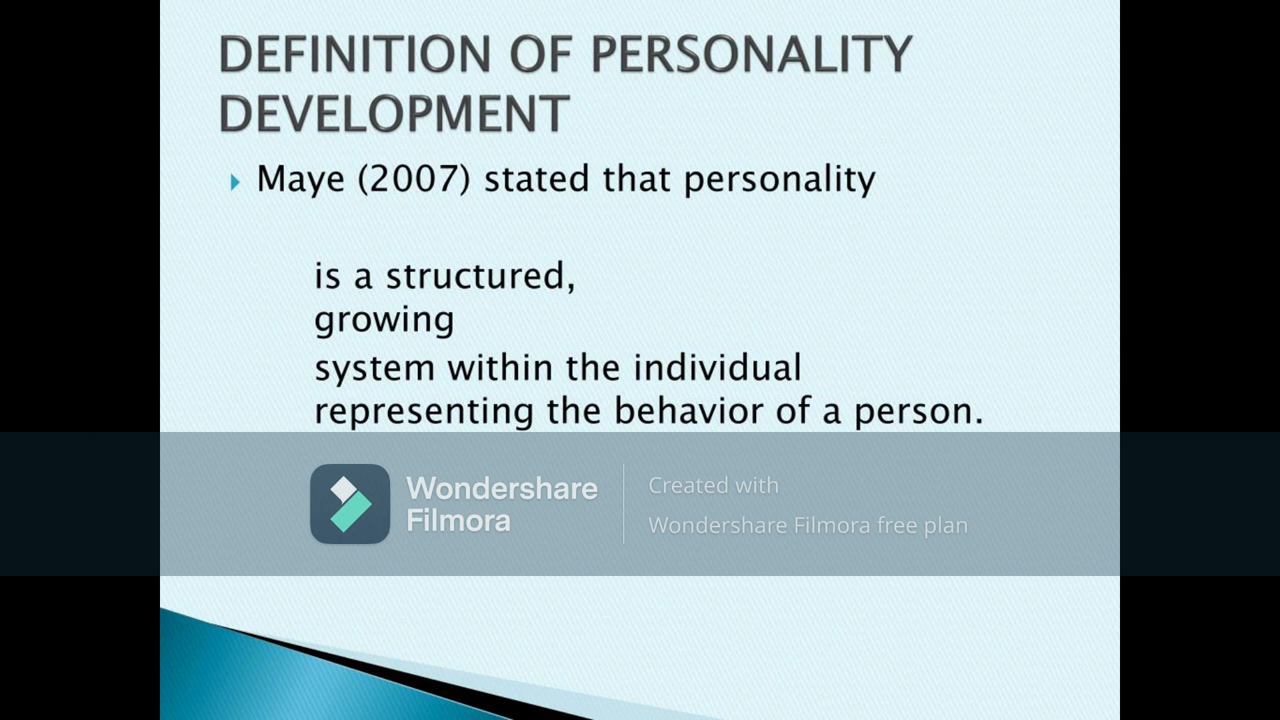 DEFINITION OF PERSONALITY
DEVELOPMENT
Maye (2007) stated that personality
is a structured,
growing
system within the individual
representing the behavior of a person.
Wondershare
Filmora
Created with
Wondershare Filmora free plan